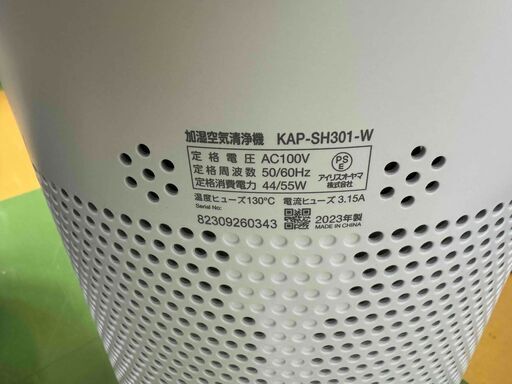 加湿空気清浄機 KAP-SH301-W
定格電圧 AC100V
定格周波数 50/60Hz
定格消費電力 44/55W
PS
E
アイリスオーヤマ
株式会社
温度ヒューズ130°C 電流ヒューズ 3.15A
Serial No:
82309260343
2023年製
MADE IN CHINA